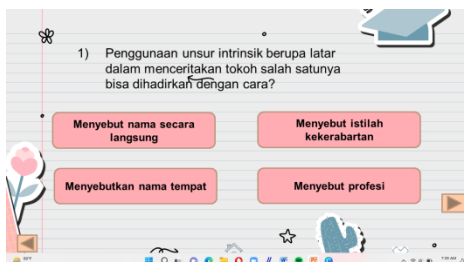 1) Penggunaan unsur intrinsik berupa latar
dalam menceritakan tokoh salah satunya
bisa dihadirkan dengan cara?
Menyebut nama secara
langsung
Menyebut istilah
kekerabartan
Menyebutkan nama tempat
Menyebut profesi